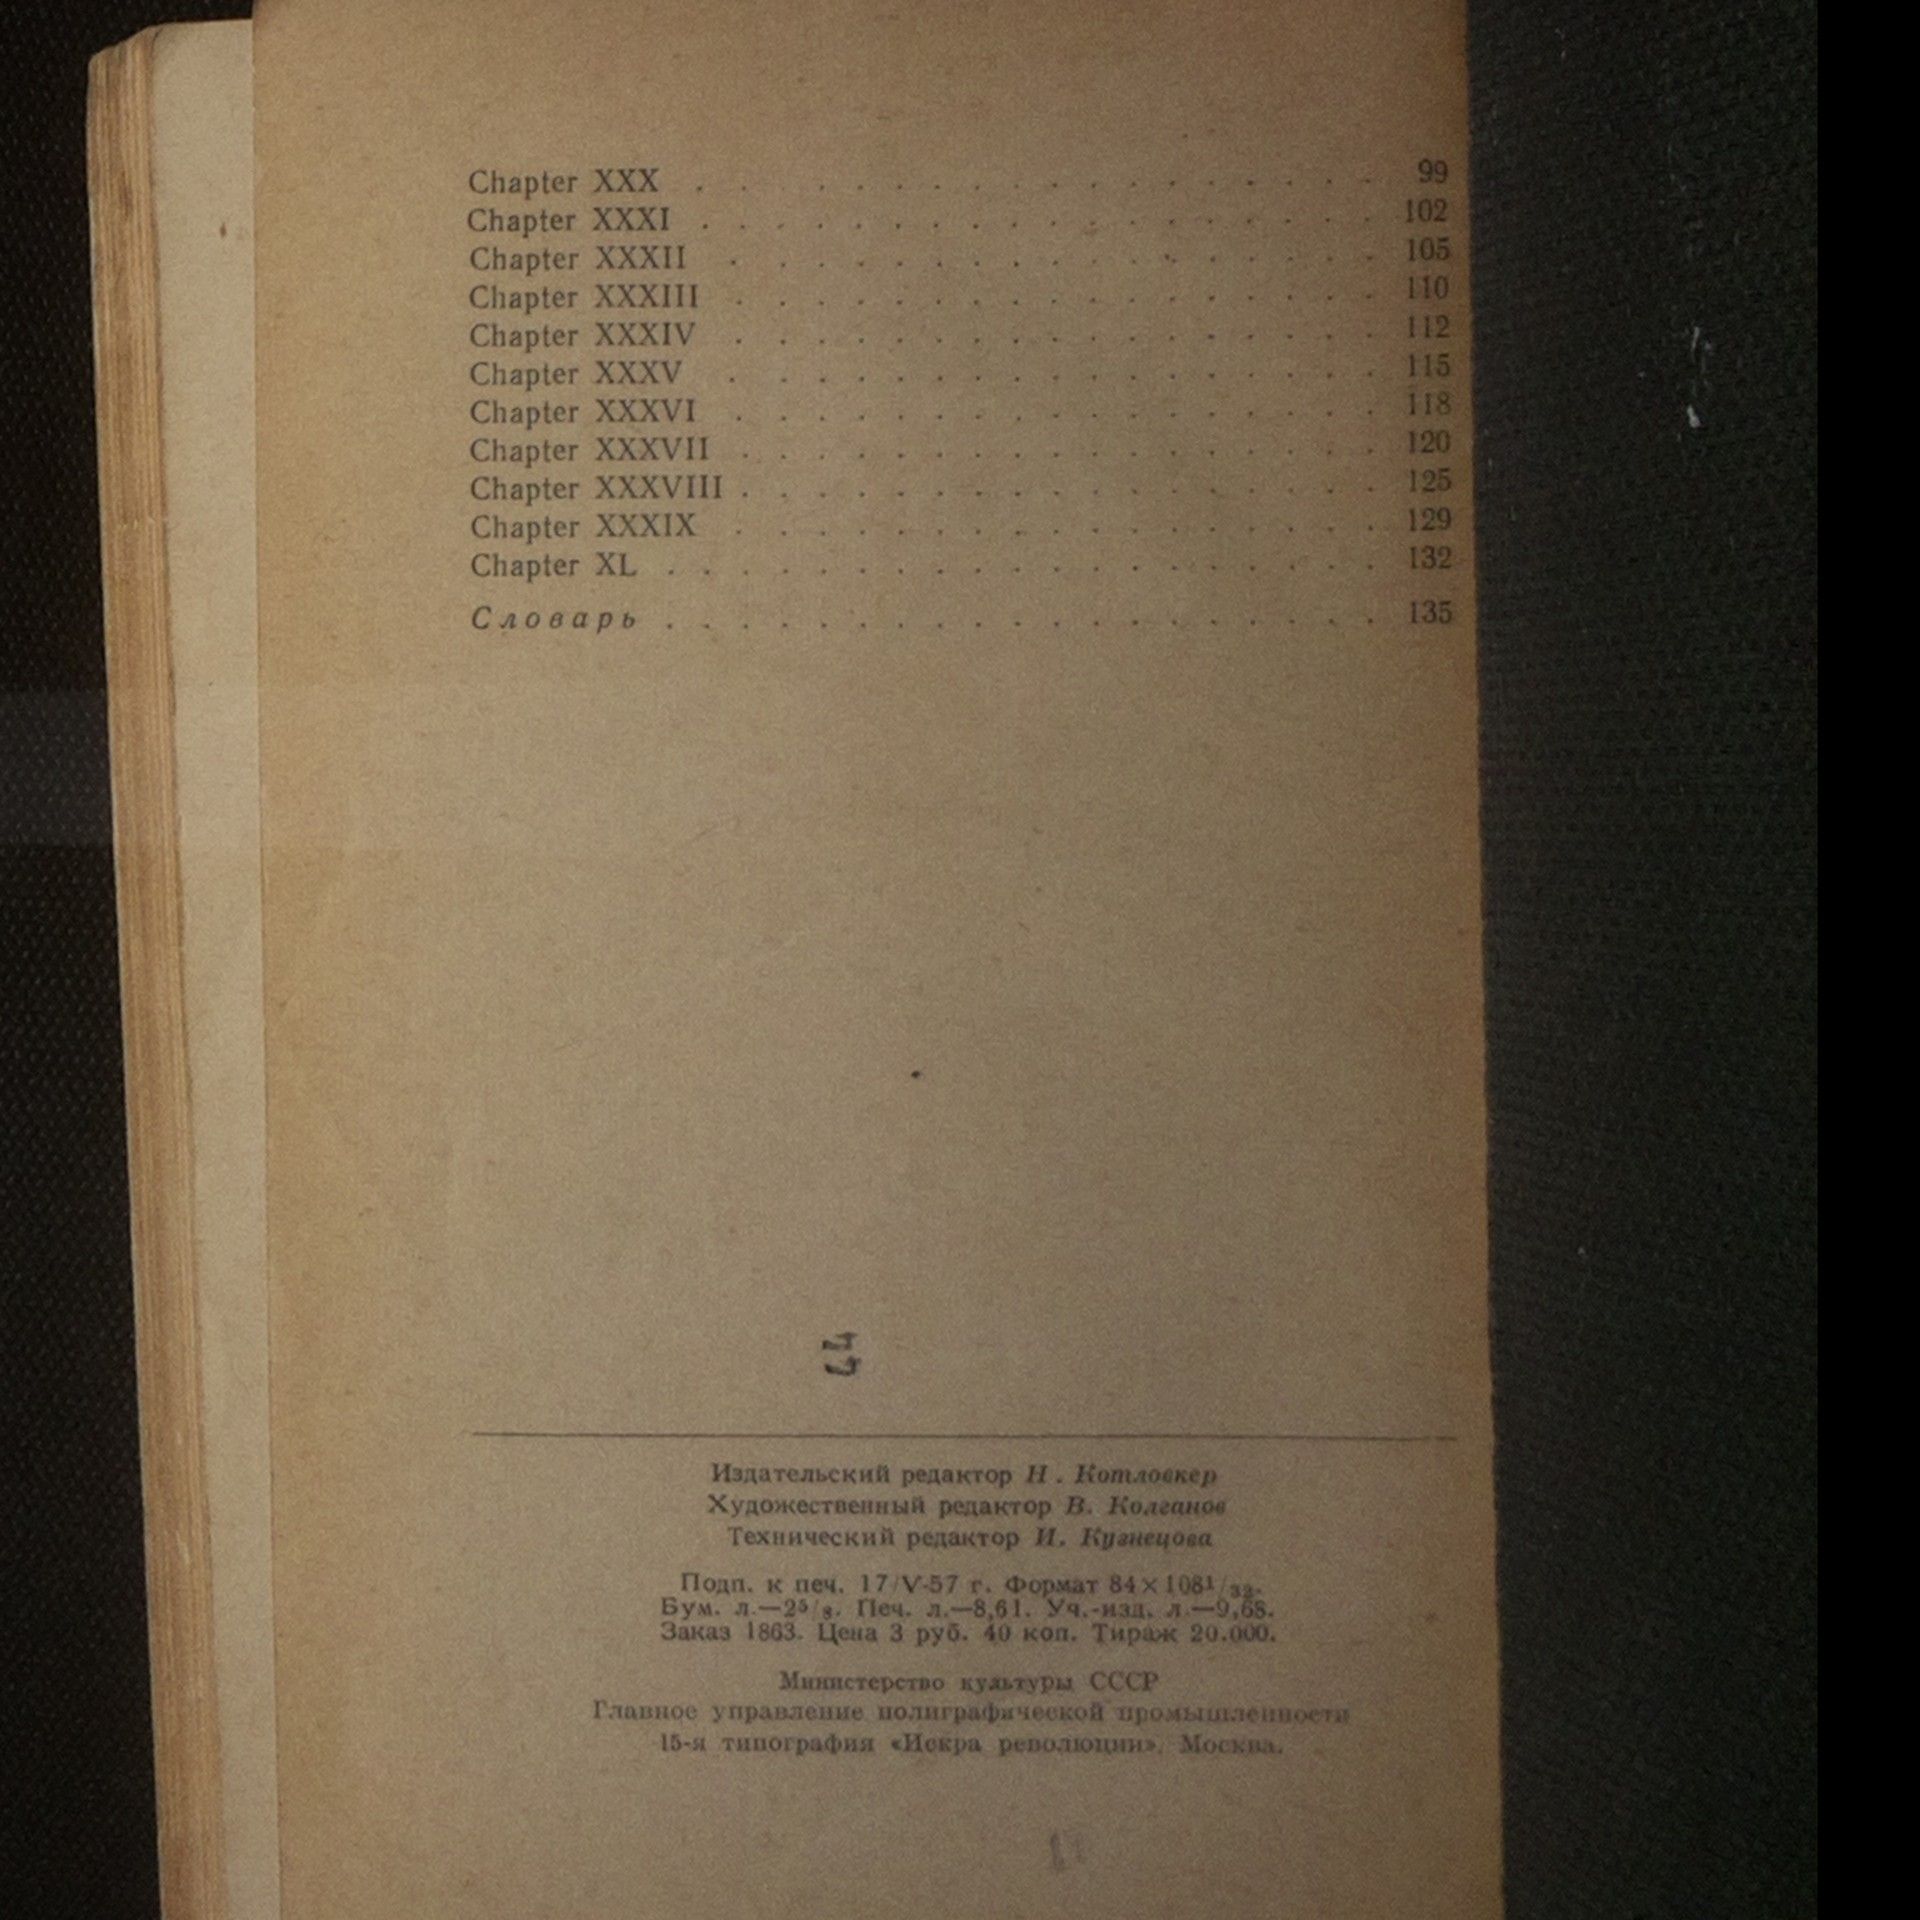 Chapter XXX . . . . . . . . . . . . . . . . . . 99
Chapter XXXI . . . . . . . . . . . . . . . . . . 102
Chapter XXXII . . . . . . . . . . . . . . . . . 105
Chapter XXXIII . . . . . . . . . . . . . . . . . 110
Chapter XXXIV . . . . . . . . . . . . . . . . . 112
Chapter XXXV . . . . . . . . . . . . . . . . . 115
Chapter XXXVI . . . . . . . . . . . . . . . . . 118
Chapter XXXVII . . . . . . . . . . . . . . . . . 120
Chapter XXXVIII . . . . . . . . . . . . . . . . . 125
Chapter XXXIX . . . . . . . . . . . . . . . . . 129
Chapter XL . . . . . . . . . . . . . . . . . . . 132
Словарь . . . . . . . . . . . . . . . . . . . 135
Издательский редактор Н. Котловкер
Художественный редактор В. Колганов
Технический редактор И. Кузнецова
Подп. к печ. 17/V-57 г. Формат 84×108¹/₃₂.
Бум. л.—2⁵/₈. Печ. л.—8,61. Уч.-изд. л.—9,68.
Заказ 1863. Цена 3 руб. 40 коп. Тираж 20.000.
Министерство культуры СССР
Главное управление полиграфической промышленности
15-я типография «Искра революции». Москва.